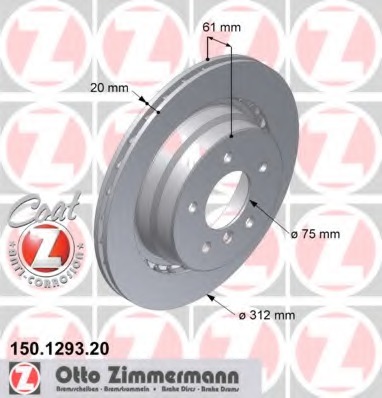 61 mm
20 mm
Coat
Z
ANTI-CORROSION
ø 75 mm
ø 312 mm
150.1293.20
Z
Otto Zimmermann
Bremsscheiben - Bremstrommeln • Brake Discs - Brake Drums